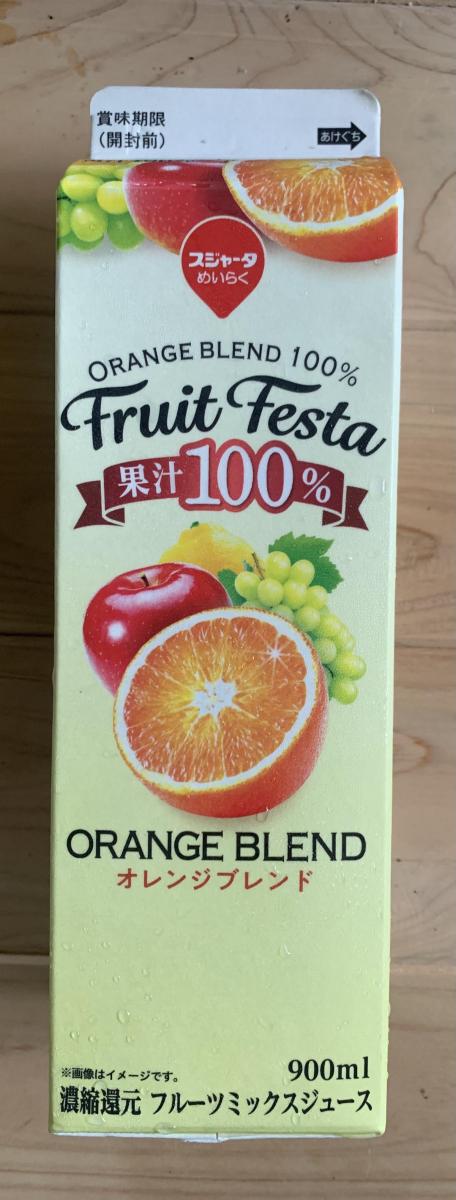 賞味期限
(開封前)
あけぐち
スジャータ
めいらく
ORANGE BLEND 100%
Fruit Festa
果汁100%
ORANGE BLEND
オレンジブレンド
※画像はイメージです。
900ml
濃縮還元 フルーツミックスジュース